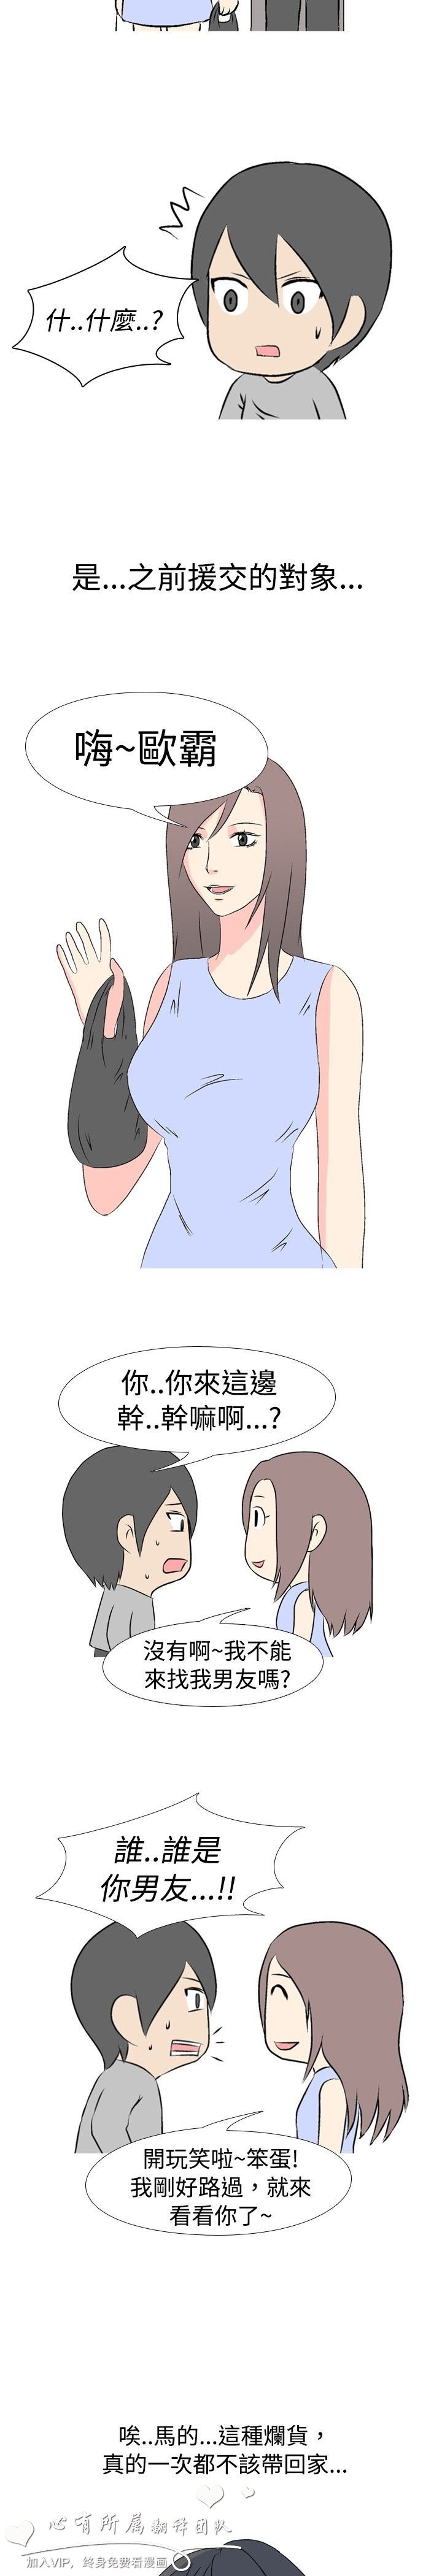 什..什麼..?
是...之前援交的對象...
嗨~歐霸
你..你來這邊
幹..幹嘛啊...?
沒有啊~我不能
來找我男友嗎?
誰..誰是
你男友...!!
開玩笑啦~笨蛋!
我剛好路過，就來
看看你了~
唉..馬的...這種爛貨，
真的一次都不該帶回家...
心有所属翻译团队
加入VIP，终身免费看漫画